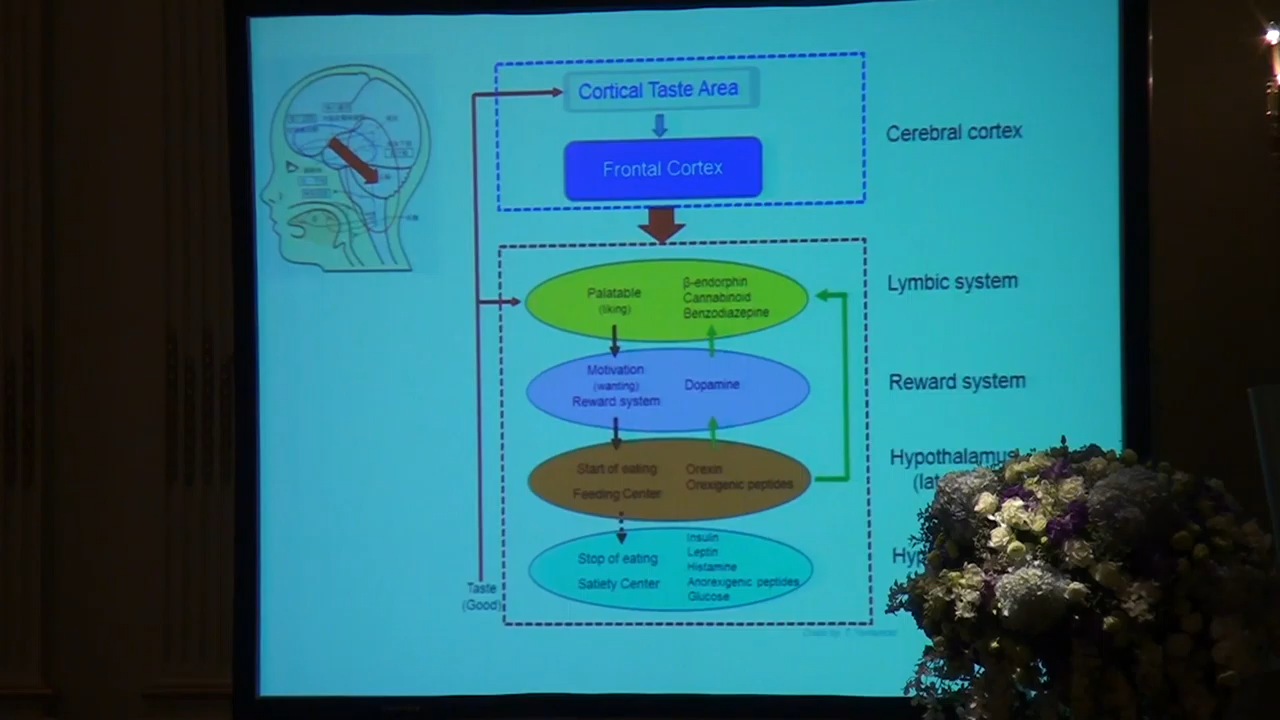 Cortical Taste Area
Frontal Cortex
Cerebral cortex
Palatable
(liking)
β-endorphin
Cannabinoid
Benzodiazepine
Lymbic system
Motivation
(wanting)
Reward system
Dopamine
Reward system
Start of eating
Feeding Center
Orexin
Orexigenic peptides
Hypothalamus
Stop of eating
Satiety Center
Insulin
Leptin
Histamine
Anorexigenic peptides
Glucose
Taste
(Good)